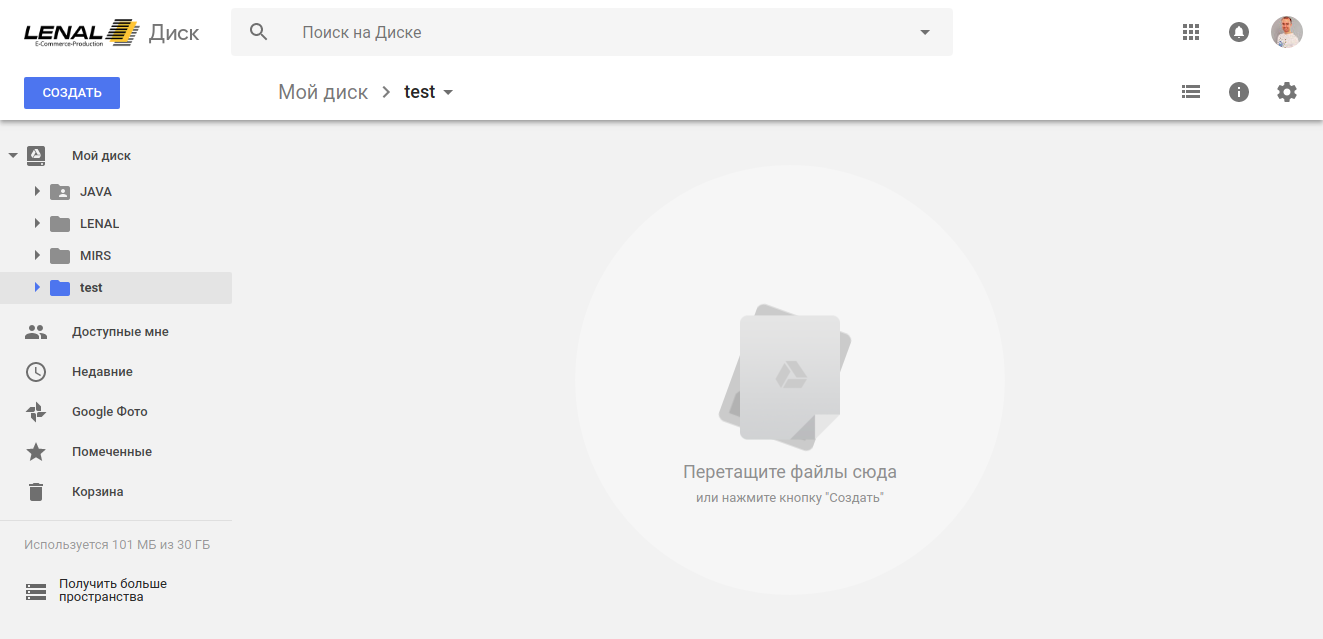 LENAL Диск
E-Commerce-Production
Поиск на Диске
СОЗДАТЬ
Мой диск > test
Мой диск
JAVA
LENAL
MIRS
test
Доступные мне
Недавние
Google Фото
Помеченные
Корзина
Используется 101 МБ из 30 ГБ
Получить больше
пространства
Перетащите файлы сюда
или нажмите кнопку "Создать"